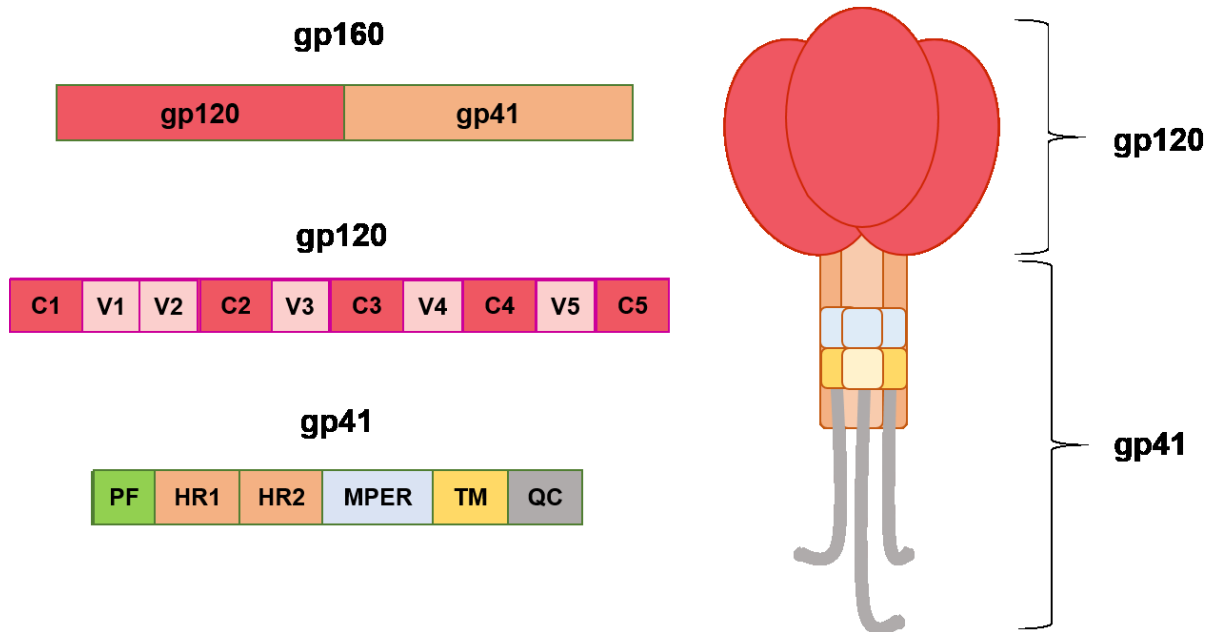 gp160
gp120 gp41
gp120
C1 V1 V2 C2 V3 C3 V4 C4 V5 C5
gp41
PF HR1 HR2 MPER TM QC
gp120
gp41